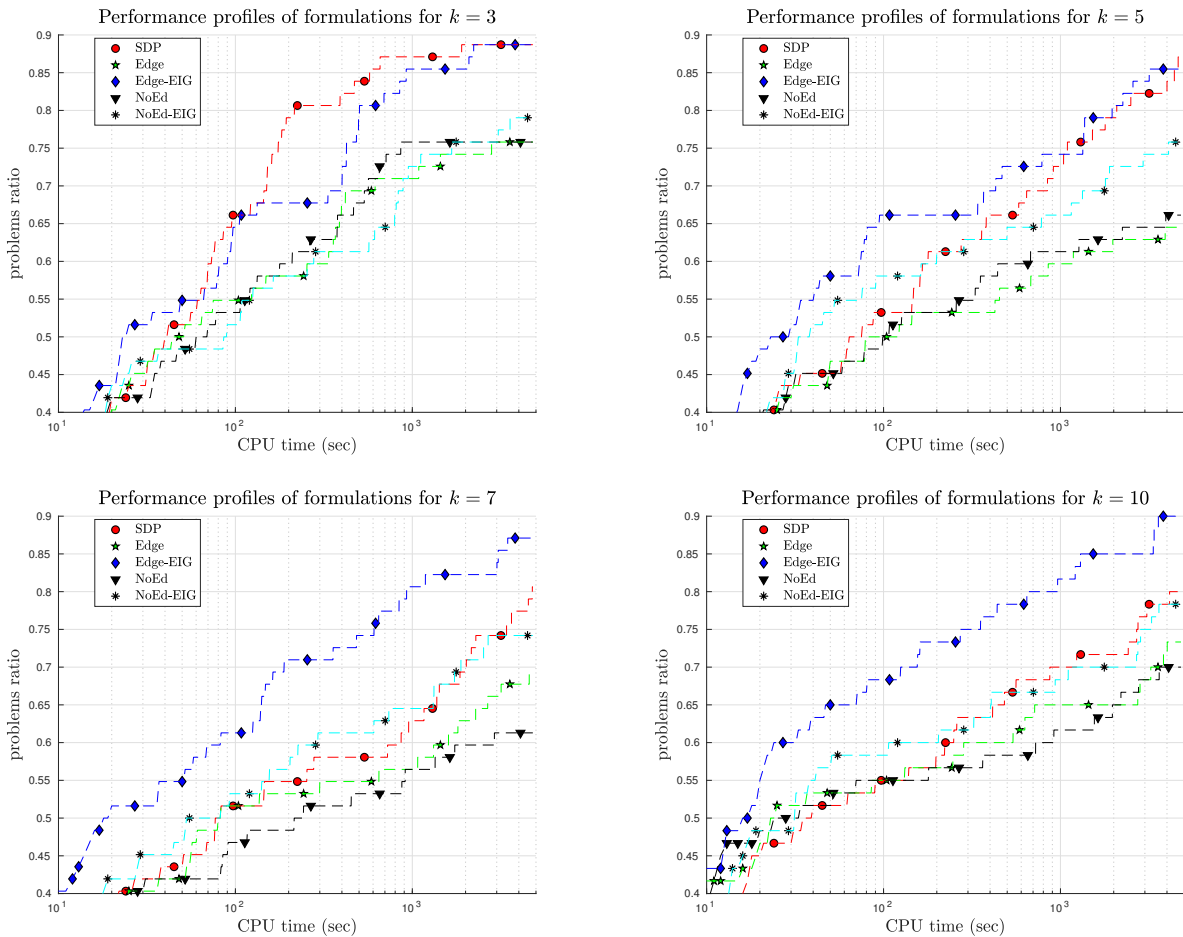 Performance profiles of formulations for k = 3
0.9
0.85
0.8
0.75
0.7
0.65
0.6
0.55
0.5
0.45
0.4
problems ratio
SDP
Edge
Edge-EIG
NoEd
NoEd-EIG
10^1
10^2
10^3
CPU time (sec)
Performance profiles of formulations for k = 5
0.9
0.85
0.8
0.75
0.7
0.65
0.6
0.55
0.5
0.45
0.4
problems ratio
SDP
Edge
Edge-EIG
NoEd
NoEd-EIG
10^1
10^2
10^3
CPU time (sec)
Performance profiles of formulations for k = 7
0.9
0.85
0.8
0.75
0.7
0.65
0.6
0.55
0.5
0.45
0.4
problems ratio
SDP
Edge
Edge-EIG
NoEd
NoEd-EIG
10^1
10^2
10^3
CPU time (sec)
Performance profiles of formulations for k = 10
0.9
0.85
0.8
0.75
0.7
0.65
0.6
0.55
0.5
0.45
0.4
problems ratio
SDP
Edge
Edge-EIG
NoEd
NoEd-EIG
10^1
10^2
10^3
CPU time (sec)